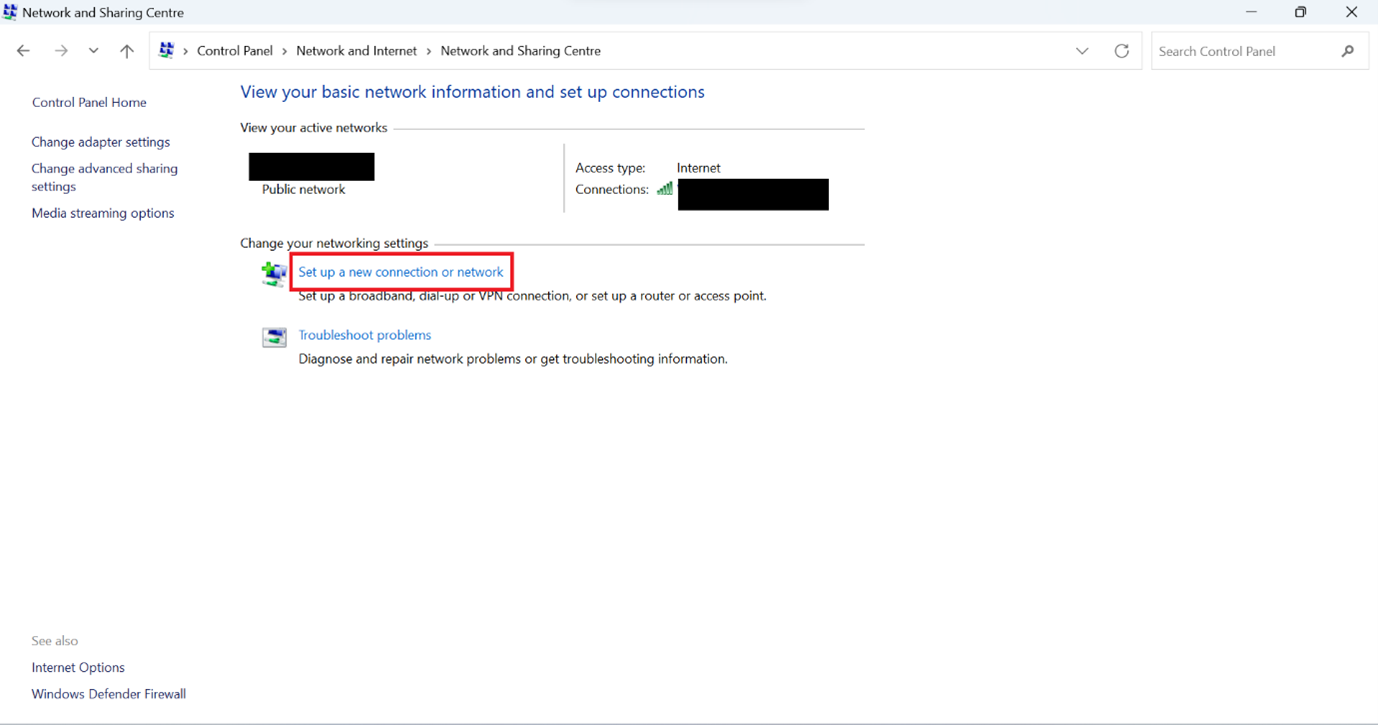 Network and Sharing Centre
Control Panel > Network and Internet > Network and Sharing Centre
Search Control Panel
Control Panel Home
Change adapter settings
Change advanced sharing
settings
Media streaming options
View your basic network information and set up connections
View your active networks
Public network
Access type: Internet
Connections:
Change your networking settings
Set up a new connection or network
Set up a broadband, dial-up or VPN connection, or set up a router or access point.
Troubleshoot problems
Diagnose and repair network problems or get troubleshooting information.
See also
Internet Options
Windows Defender Firewall